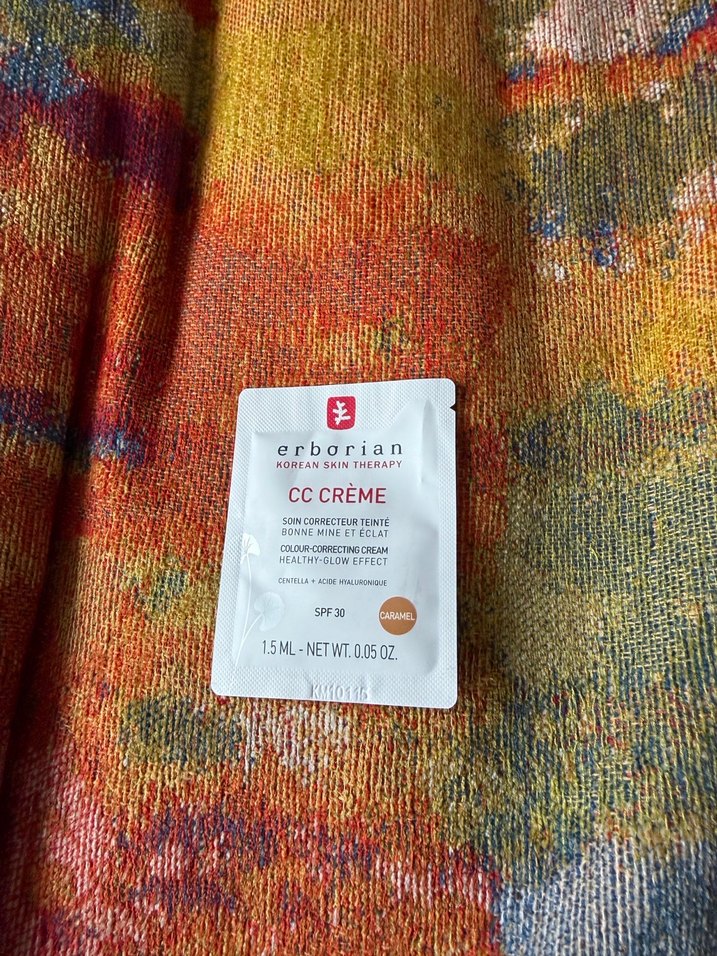 erborian
KOREAN SKIN THERAPY
CC CRÈME
SOIN CORRECTEUR TEINTÉ
BONNE MINE ET ÉCLAT
COLOUR-CORRECTING CREAM
HEALTHY-GLOW EFFECT
CENTELLA + ACIDE HYALURONIQUE
SPF 30
CARAMEL
1.5 ML - NET WT. 0.05 OZ.